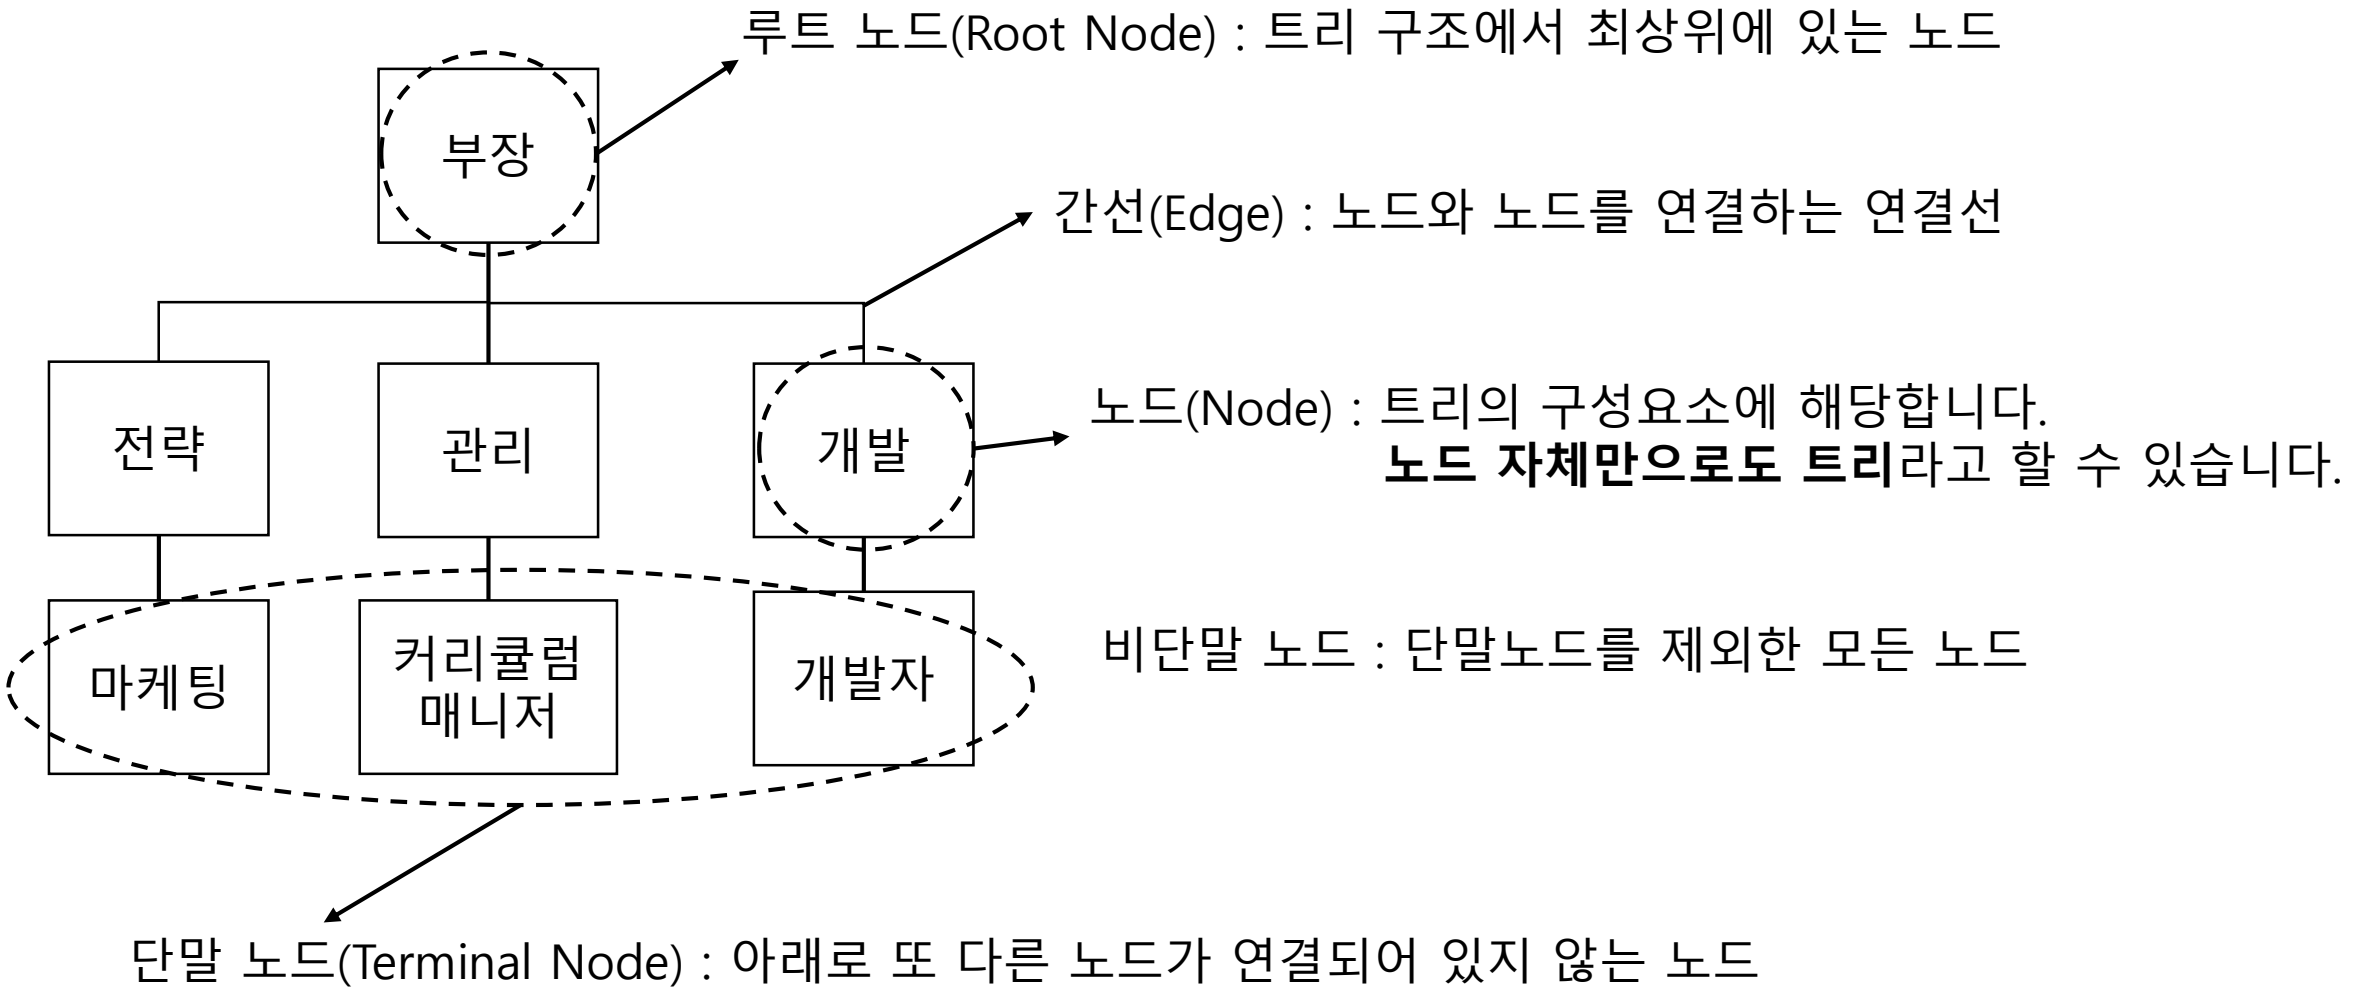 루트 노드(Root Node) : 트리 구조에서 최상위에 있는 노드
부장
간선(Edge) : 노드와 노드를 연결하는 연결선
전략
관리
개발
노드(Node) : 트리의 구성요소에 해당합니다.
노드 자체만으로도 트리라고 할 수 있습니다.
마케팅
커리큘럼
매니저
개발자
비단말 노드 : 단말노드를 제외한 모든 노드
단말 노드(Terminal Node) : 아래로 또 다른 노드가 연결되어 있지 않는 노드